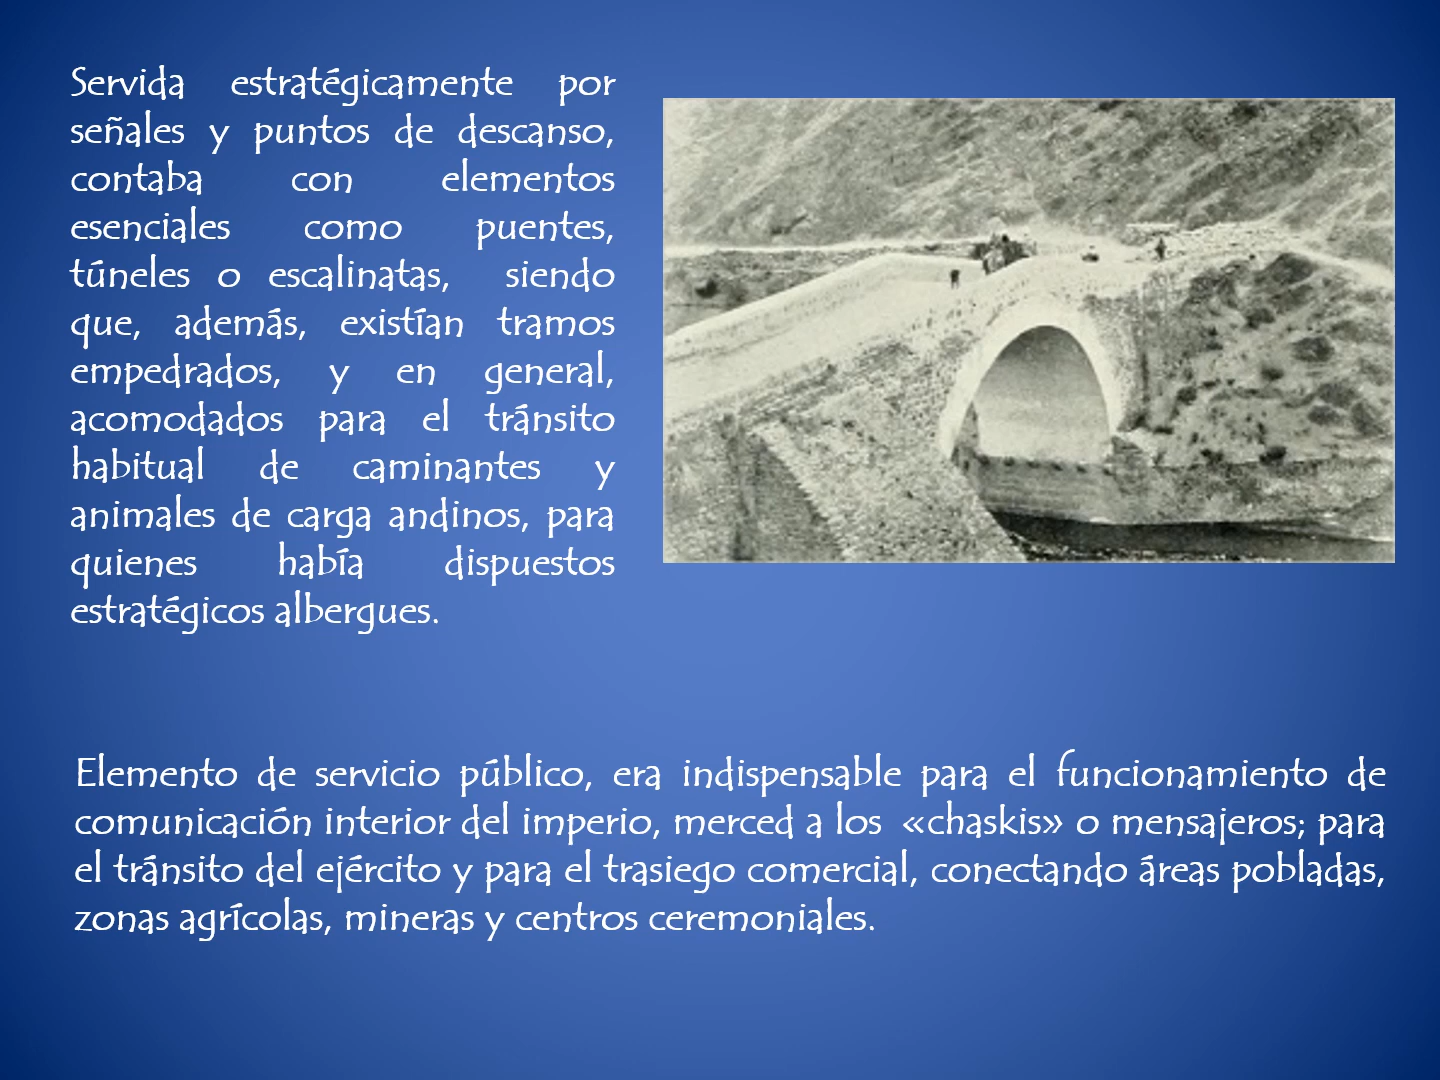 Servida estratégicamente por
señales y puntos de descanso,
contaba con elementos
esenciales como puentes,
túneles o escalinatas, siendo
que, además, existían tramos
empedrados, y en general,
acomodados para el tránsito
habitual de caminantes y
animales de carga andinos, para
quienes había dispuestos
estratégicos albergues.
Elemento de servicio público, era indispensable para el funcionamiento de
comunicación interior del imperio, merced a los «chaskis» o mensajeros; para
el tránsito del ejército y para el trasiego comercial, conectando áreas pobladas,
zonas agrícolas, mineras y centros ceremoniales.